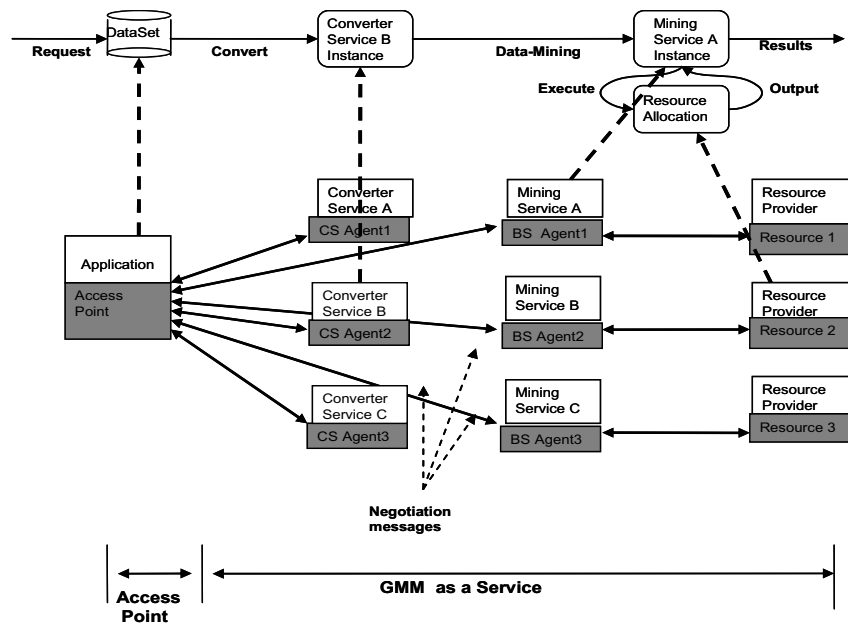 DataSet
Converter
Service B
Instance
Mining
Service A
Instance
Request
Convert
Data-Mining
Results
Execute
Output
Resource
Allocation
Converter
Service A
CS Agent1
Mining
Service A
BS Agent1
Resource
Provider
Resource 1
Application
Access
Point
Converter
Service B
CS Agent2
Mining
Service B
BS Agent2
Resource
Provider
Resource 2
Converter
Service C
CS Agent3
Mining
Service C
BS Agent3
Resource
Provider
Resource 3
Negotiation
messages
Access
Point
GMM as a Service